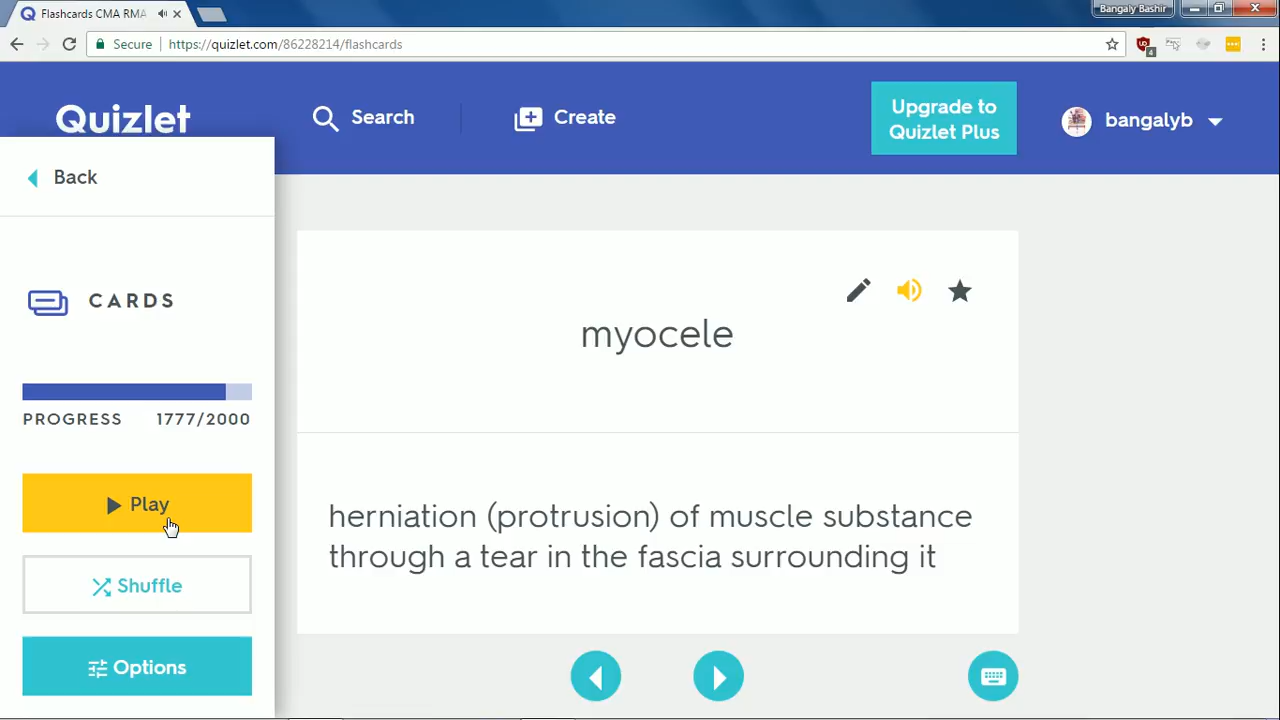 Flashcards CMA RMA
Bangaly Bashir
Secure
https://quizlet.com/86228214/flashcards
4
Quizlet
Search
Create
Upgrade to
Quizlet Plus
bangalyb
Back
CARDS
PROGRESS 1777/2000
Play
Shuffle
Options
myocele
herniation (protrusion) of muscle substance
through a tear in the fascia surrounding it